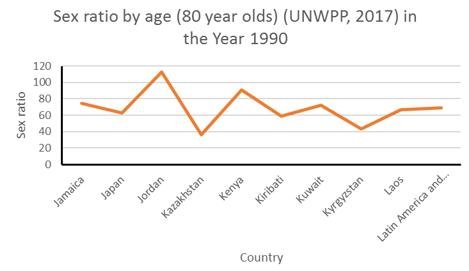 Sex ratio by age (80 year olds) (UNWPP, 2017) in
the Year 1990
120
100
80
60
40
20
0
Sex ratio
Jamaica
Japan
Jordan
Kazakhstan
Kenya
Kiribati
Kuwait
Kyrgyzstan
Laos
Latin America and...
Country